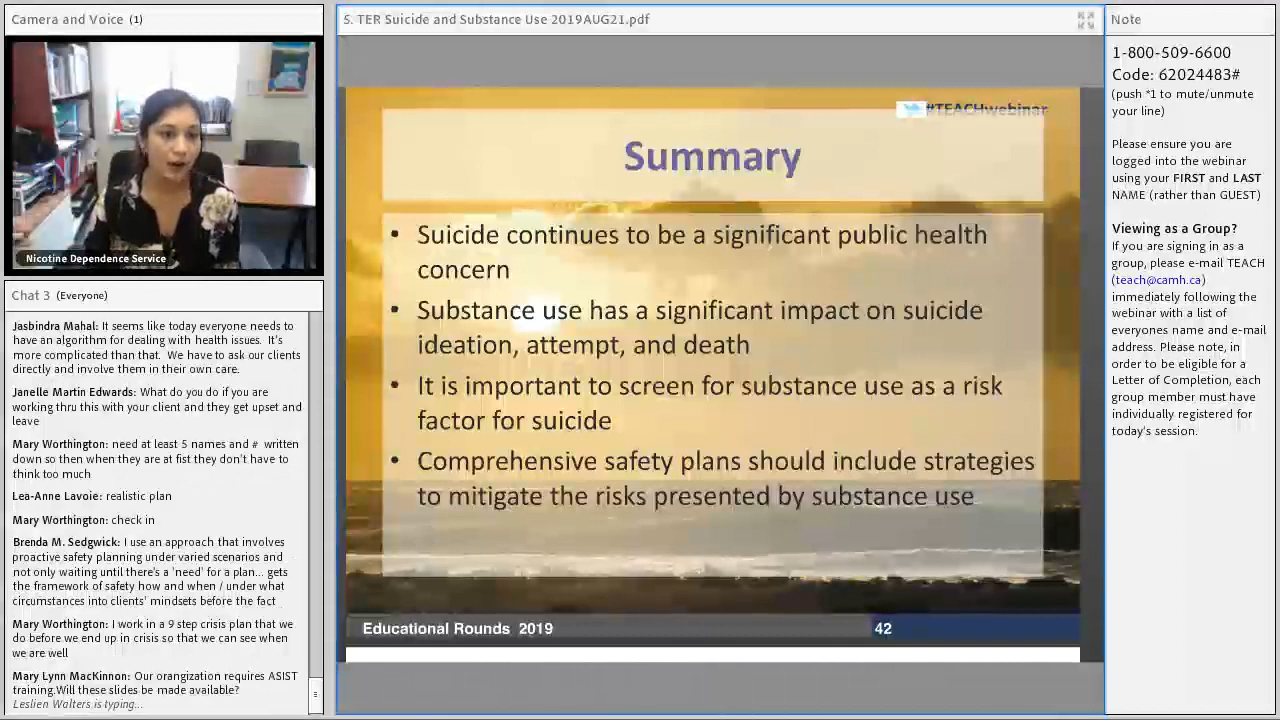 Camera and Voice (1)
Nicotine Dependence Service
Chat 3 (Everyone)
Jasbindra Mahal: It seems like today everyone needs to
have an algorithm for dealing with health issues. It's
more complicated than that. We have to ask our clients
directly and involve them in their own care.
Janelle Martin Edwards: What do you do if you are
working thru this with your client and they get upset and
leave
Mary Worthington: need at least 5 names and # written
down so then when they are at fist they don't have to
think too much
Lea-Anne Lavoie: realistic plan
Mary Worthington: check in
Brenda M. Sedgwick: I use an approach that involves
proactive safety planning under varied scenarios and
not only waiting until there's a 'need' for a plan... gets
the framework of safety how and when / under what
circumstances into clients' mindsets before the fact
Mary Worthington: I work in a 9 step crisis plan that we
do before we end up in crisis so that we can see when
we are well
Mary Lynn MacKinnon: Our orangization requires ASIST
training.Will these slides be made available?
Leslien Walters is typing...
5. TER Suicide and Substance Use 2019AUG21.pdf
#TEACHwebinar
Summary
• Suicide continues to be a significant public health
concern
• Substance use has a significant impact on suicide
ideation, attempt, and death
• It is important to screen for substance use as a risk
factor for suicide
• Comprehensive safety plans should include strategies
to mitigate the risks presented by substance use
Educational Rounds 2019
42
Note
1-800-509-6600
Code: 62024483#
(push *1 to mute/unmute
your line)
Please ensure you are
logged into the webinar
using your FIRST and LAST
NAME (rather than GUEST)
Viewing as a Group?
If you are signing in as a
group, please e-mail TEACH
(teach@camh.ca)
immediately following the
webinar with a list of
everyones name and e-mail
address. Please note, in
order to be eligible for a
Letter of Completion, each
group member must have
individually registered for
today's session.